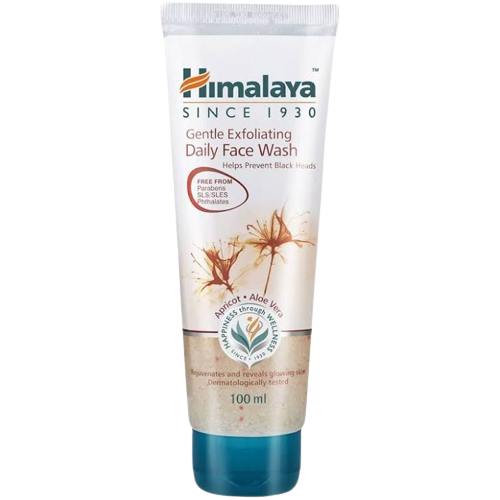 Himalaya™
SINCE 1930
Gentle Exfoliating
Daily Face Wash
Helps Prevent Black Heads
FREE FROM
Parabens
SLS/SLES
Phthalates
Apricot • Aloe Vera
HAPPINESS through WELLNESS
SINCE • 1930
Rejuvenates and reveals glowing skin
Dermatologically tested
100 ml